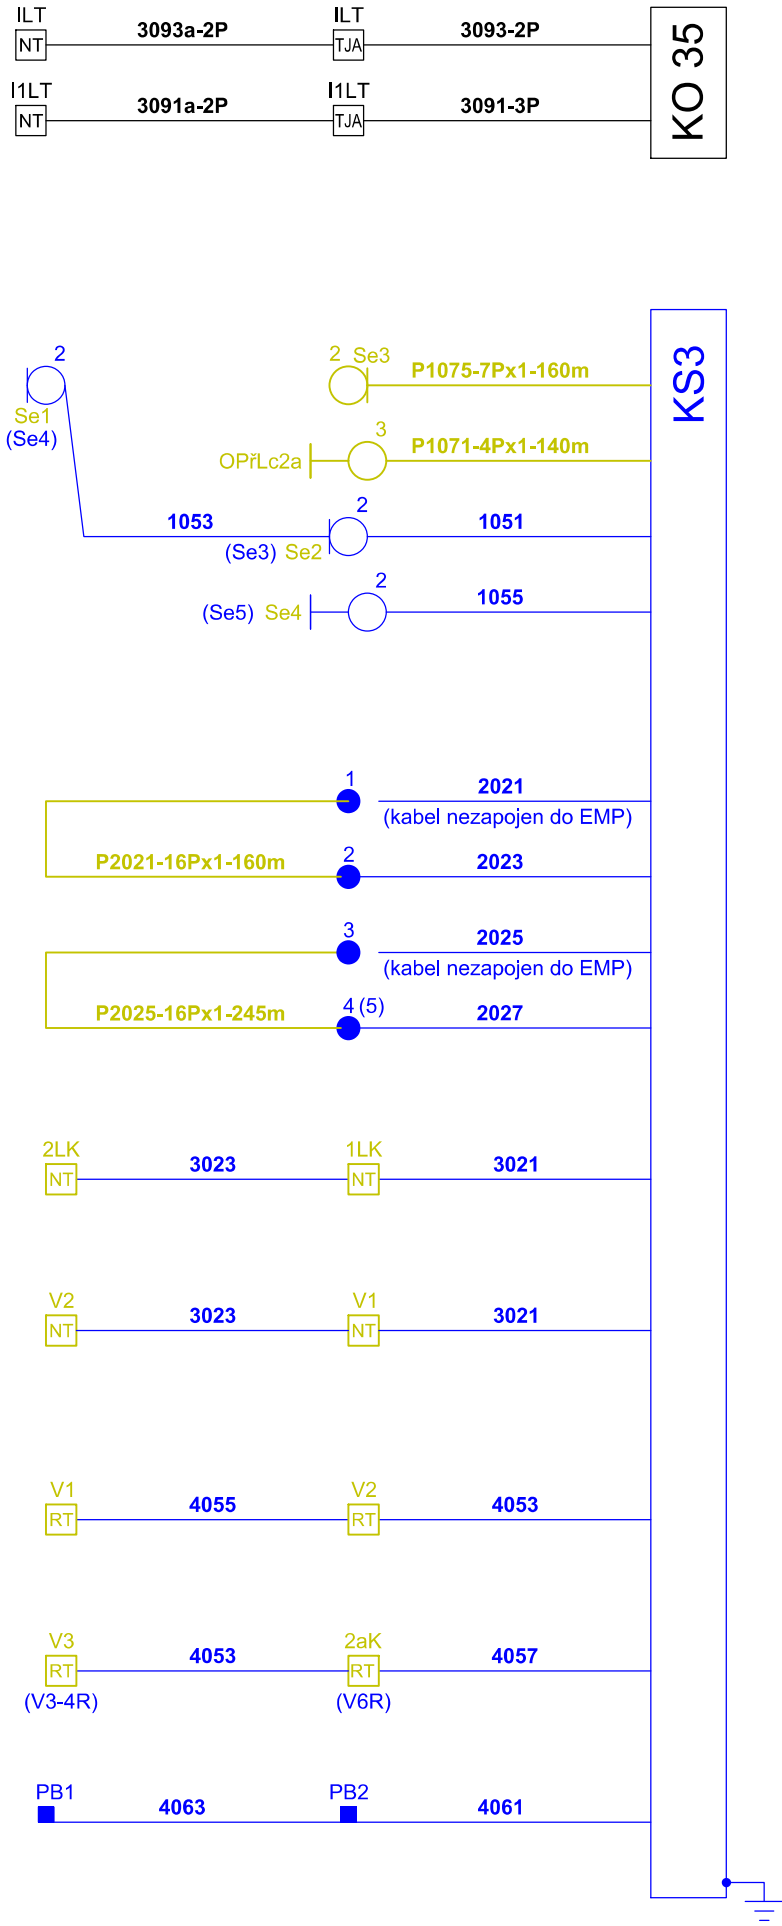 ILT 3093a-2P ILT 3093-2P
NT TJA
I1LT 3091a-2P I1LT 3091-3P
NT TJA
KO 35
KS3
2 2 Se3 P1075-7Px1-160m
Se1
(Se4)
3
OPřLc2a P1071-4Px1-140m
2
1053 1051
(Se3) Se2
2
(Se5) Se4 1055
1 2021
(kabel nezapojen do EMP)
P2021-16Px1-160m 2 2023
3 2025
(kabel nezapojen do EMP)
P2025-16Px1-245m 4 (5) 2027
2LK 3023 1LK 3021
NT NT
V2 3023 V1 3021
NT NT
V1 4055 V2 4053
RT RT
V3 4053 2aK 4057
RT RT
(V3-4R) (V6R)
PB1 4063 PB2 4061